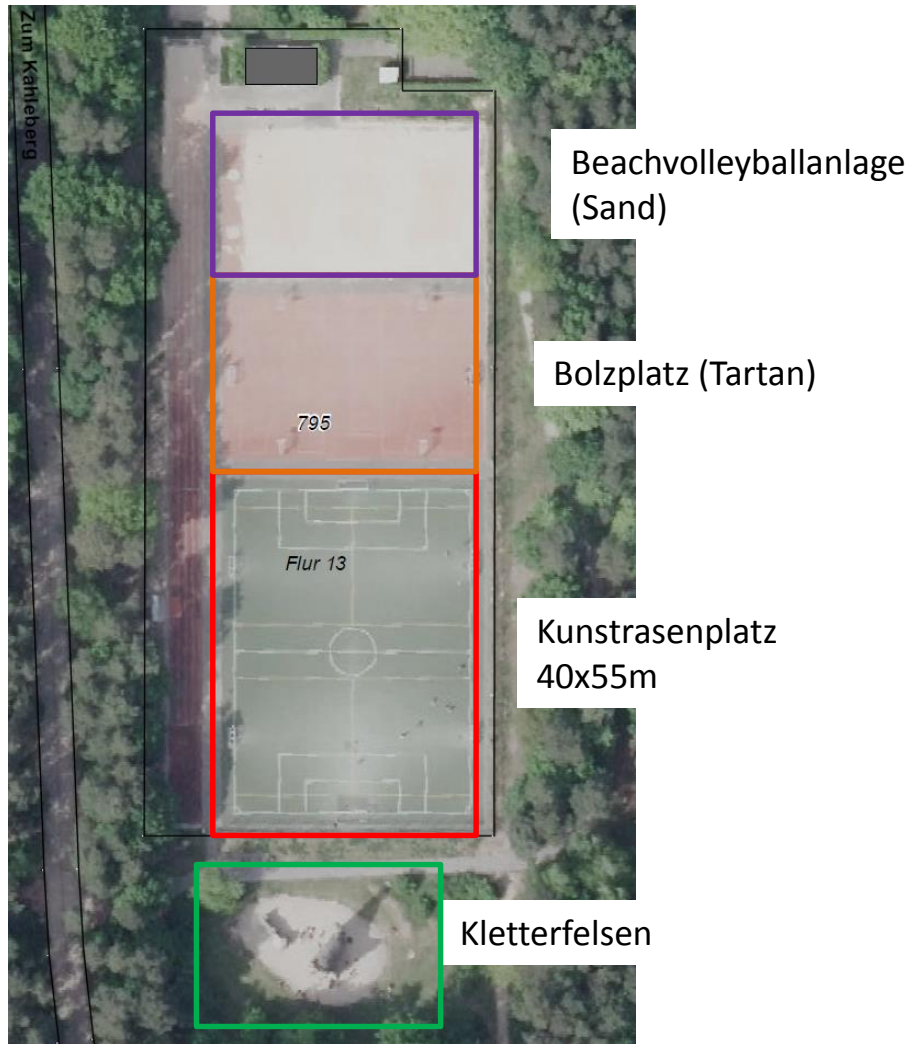 Zum Kahleberg
Beachvolleyballanlage
(Sand)
Bolzplatz (Tartan)
795
Flur 13
Kunstrasenplatz
40x55m
Kletterfelsen